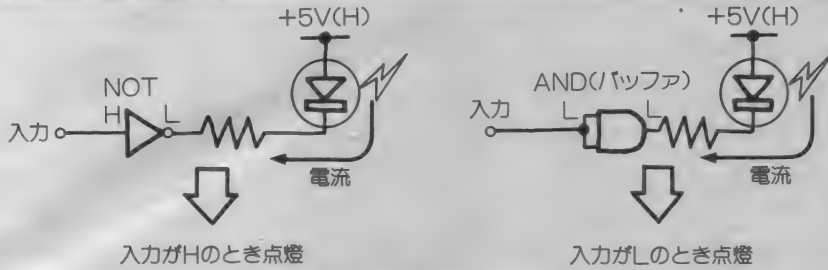 +5V(H)
NOT
H
L
入力
電流
入力がHのとき点燈
+5V(H)
AND(バッファ)
L
L
入力
電流
入力がLのとき点燈